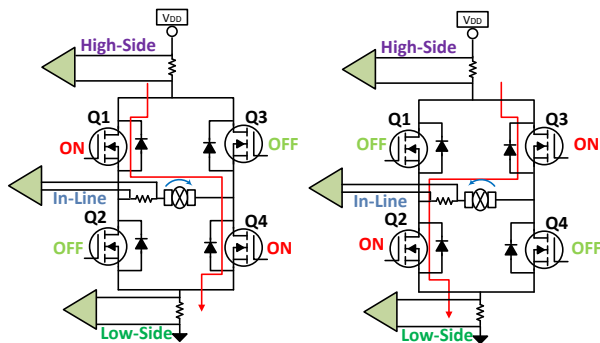 VDD
High-Side
Q1
Q3
ON
OFF
In-Line
Q2
Q4
OFF
ON
Low-Side
VDD
High-Side
Q1
Q3
OFF
ON
In-Line
Q2
Q4
ON
OFF
Low-Side